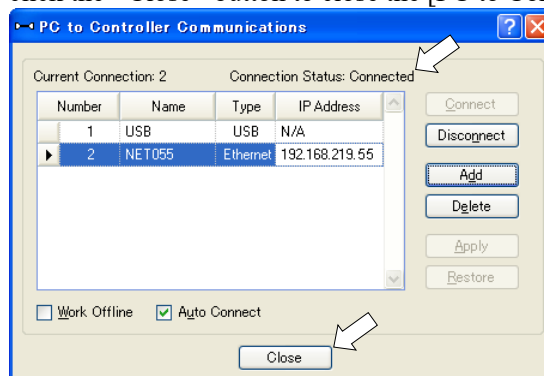 PC to Controller Communications
Current Connection: 2 Connection Status: Connected
Number Name Type IP Address
1 USB USB N/A
2 NET055 Ethernet 192.168.219.55
Connect
Disconnect
Add
Delete
Apply
Restore
Work Offline Auto Connect
Close